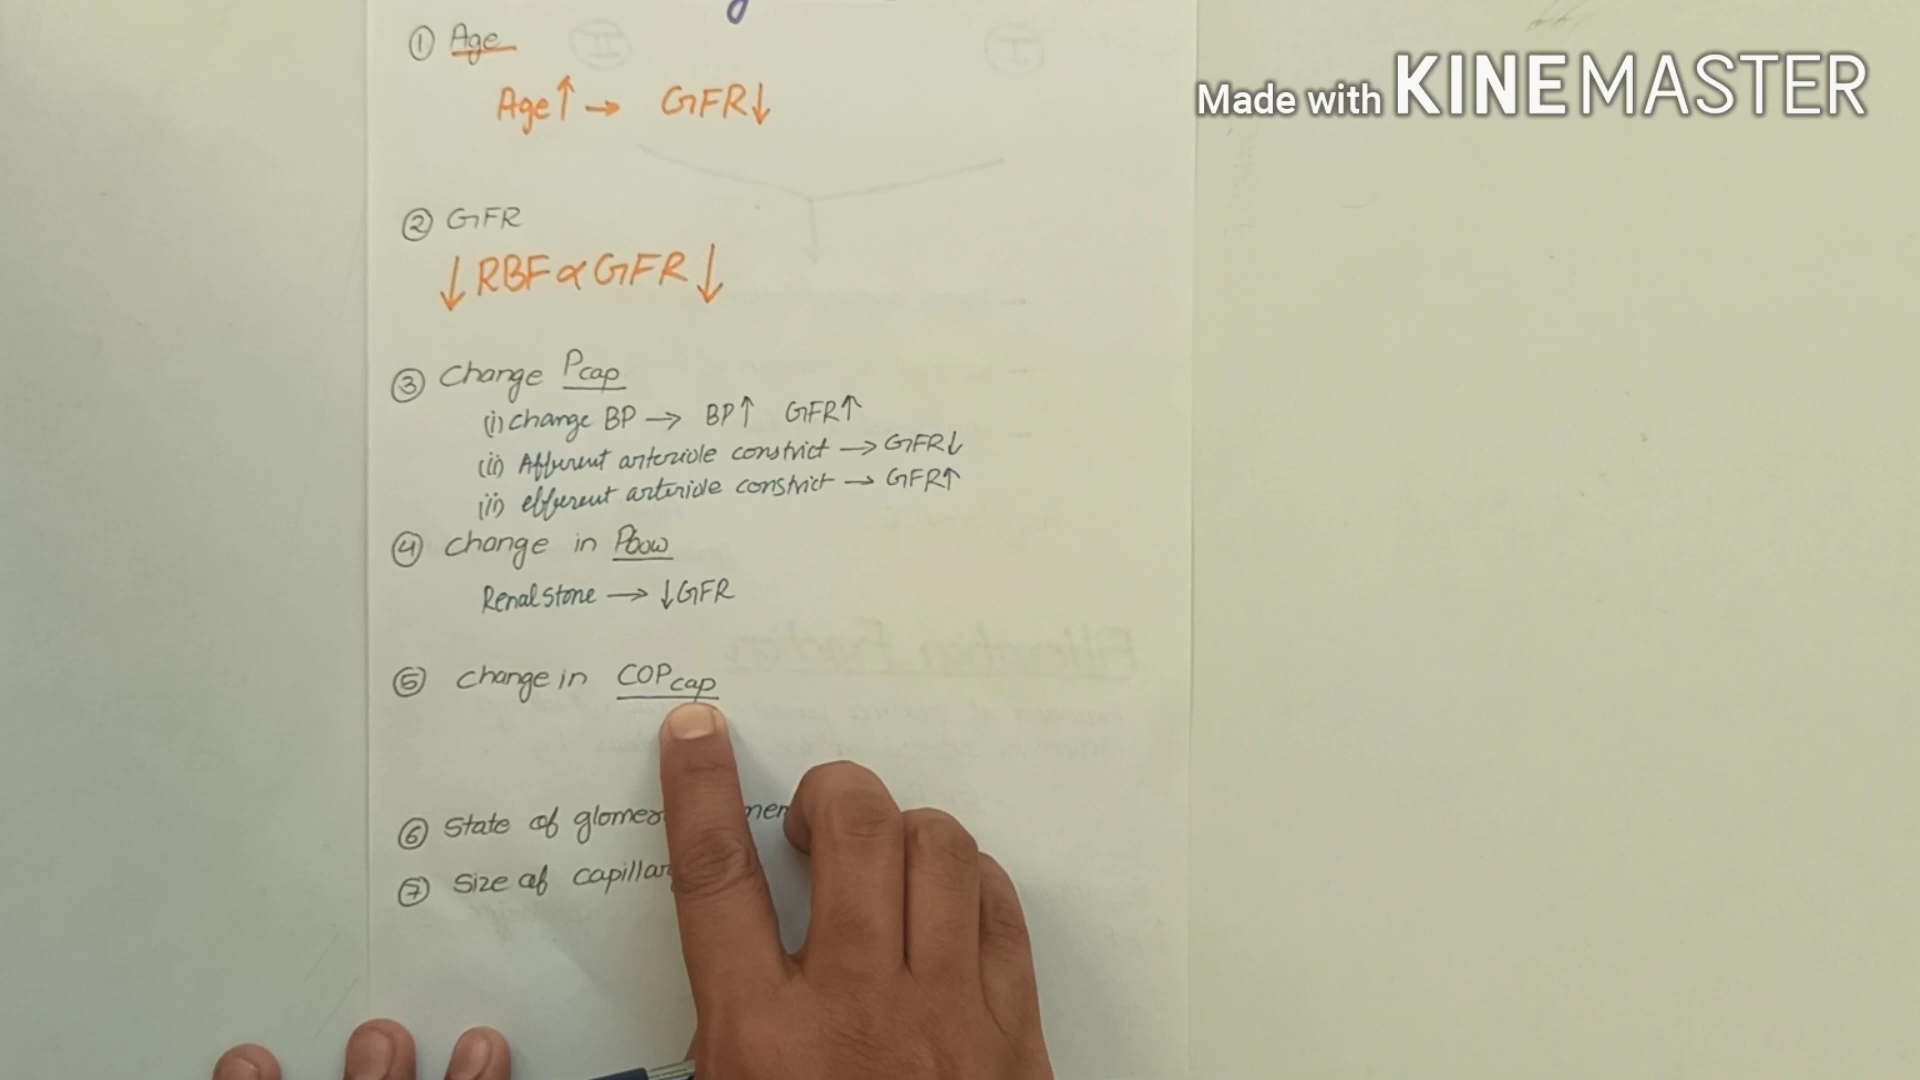 ① Age
Age↑ → GFR↓
Made with KINEMASTER
② GFR
↓RBF ∝ GFR↓
③ Change Pcap
(i) change BP → BP↑ GFR↑
(ii) Afferent arteriole constrict → GFR↓
(ii) efferent arteriole constrict → GFR↑
④ change in Pbow
Renal stone → ↓GFR
⑤ change in COPcap
⑥ State of
⑦ Size of